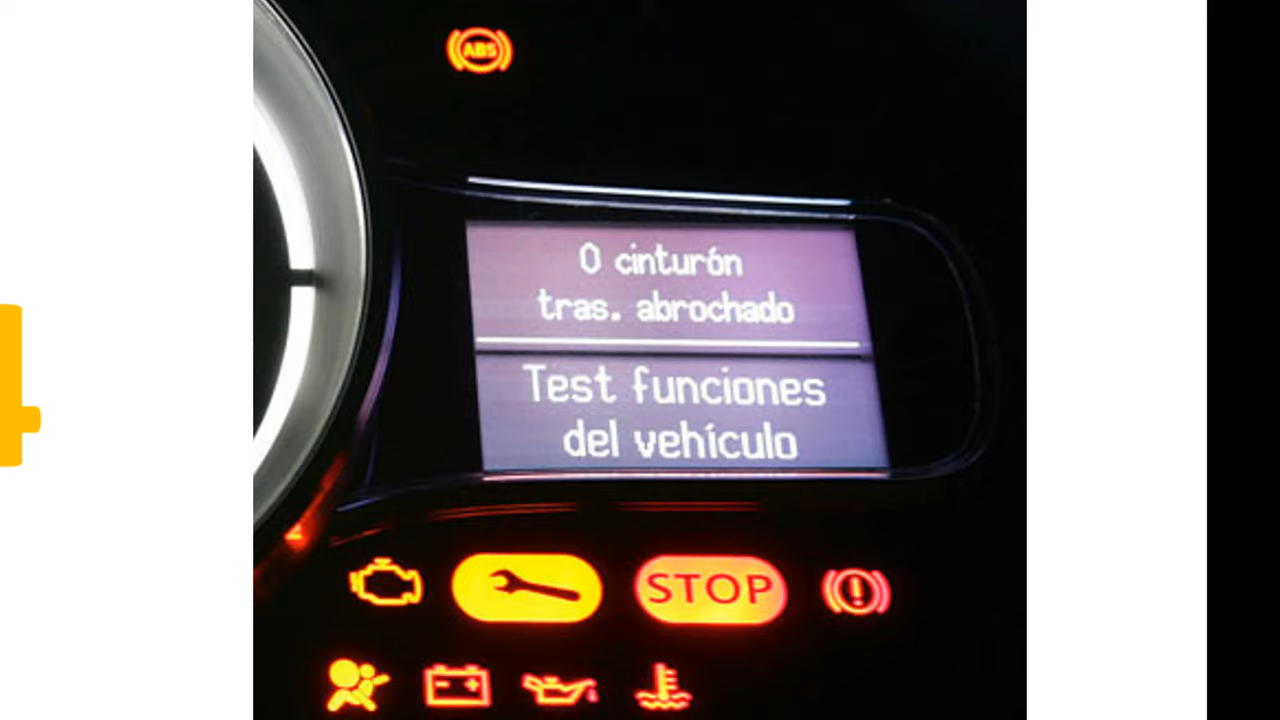 ABS
0 cinturón
tras. abrochado
Test funciones
del vehículo
STOP